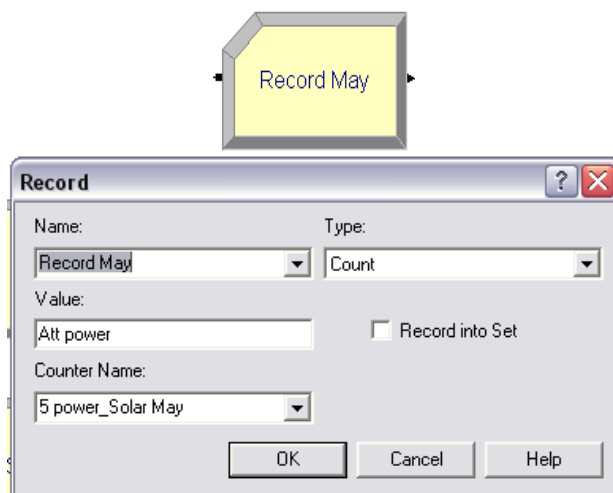 Record May
Record
Name:
Type:
Record May
Count
Value:
Att power
Record into Set
Counter Name:
5 power_Solar May
OK
Cancel
Help